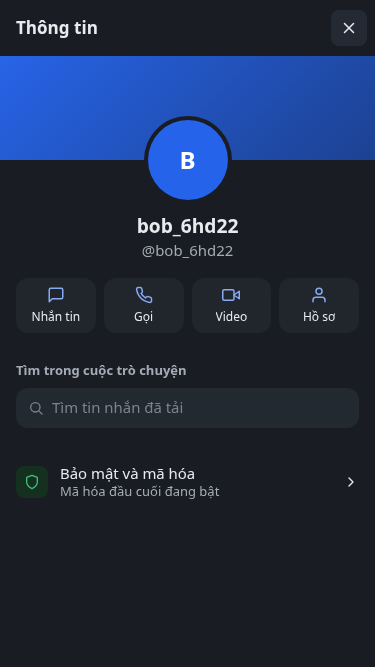 Thông tin
B
bob_6hd22
@bob_6hd22
Nhắn tin
Gọi
Video
Hồ sơ
Tìm trong cuộc trò chuyện
Tìm tin nhắn đã tải
Bảo mật và mã hóa
Mã hóa đầu cuối đang bật